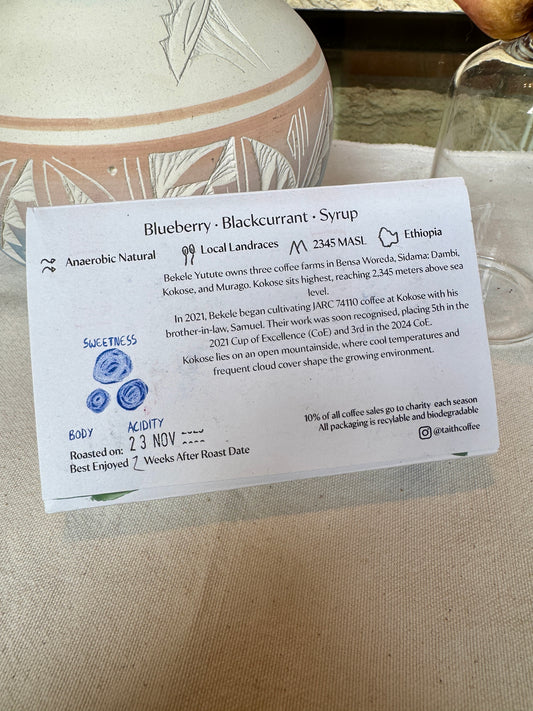 Blueberry · Blackcurrant · Syrup
Anaerobic Natural Local Landraces 2345 MASL Ethiopia
Bekele Yutute owns three coffee farms in Bensa Woreda, Sidama: Dambi,
Kokose, and Murago. Kokose sits highest, reaching 2,345 meters above sea
level.
In 2021, Bekele began cultivating JARC 74110 coffee at Kokose with his
brother-in-law, Samuel. Their work was soon recognised, placing 5th in the
2021 Cup of Excellence (CoE) and 3rd in the 2024 CoE.
Kokose lies on an open mountainside, where cool temperatures and
frequent cloud cover shape the growing environment.
SWEETNESS
BODY ACIDITY
Roasted on: 23 NOV
Best Enjoyed 2 Weeks After Roast Date
10% of all coffee sales go to charity each season
All packaging is recylable and biodegradable
@taithcoffee